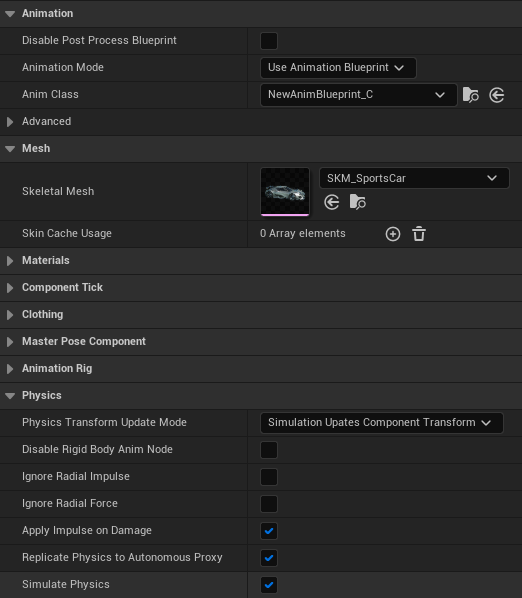 Animation
Disable Post Process Blueprint
Animation Mode Use Animation Blueprint
Anim Class NewAnimBlueprint_C
Advanced
Mesh
Skeletal Mesh SKM_SportsCar
Skin Cache Usage 0 Array elements
Materials
Component Tick
Clothing
Master Pose Component
Animation Rig
Physics
Physics Transform Update Mode Simulation Upates Component Transform
Disable Rigid Body Anim Node
Ignore Radial Impulse
Ignore Radial Force
Apply Impulse on Damage
Replicate Physics to Autonomous Proxy
Simulate Physics